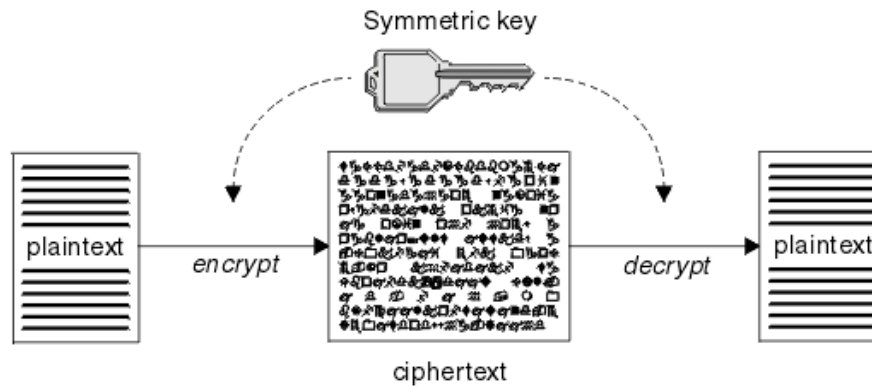 Symmetric key
plaintext
encrypt
decrypt
plaintext
ciphertext